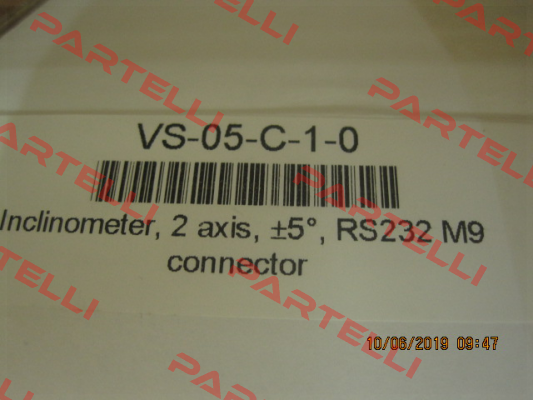 PARTELLI
PARTELLI
PARTELLI
VS-05-C-1-0
Inclinometer, 2 axis, ±5°, RS232 M9
connector
PARTELLI
PARTELLI
PARTELLI
10/06/2019 09:47